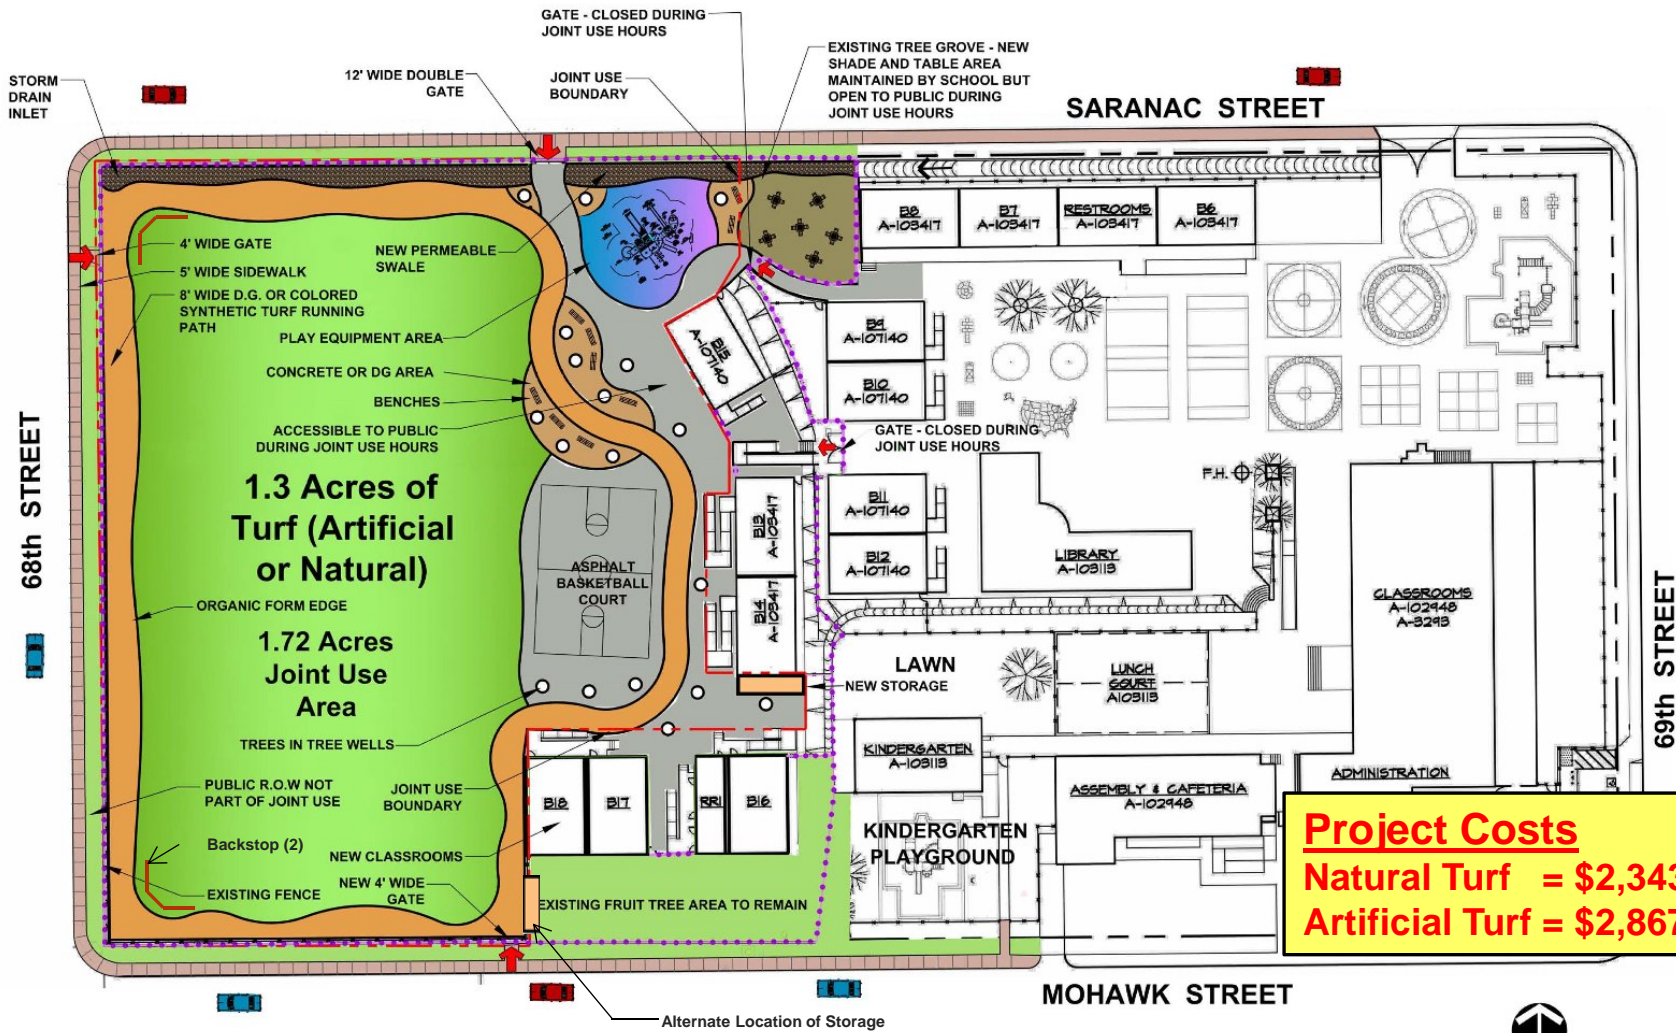 GATE - CLOSED DURING
JOINT USE HOURS
EXISTING TREE GROVE - NEW
SHADE AND TABLE AREA
MAINTAINED BY SCHOOL BUT
OPEN TO PUBLIC DURING
JOINT USE HOURS
STORM
DRAIN
INLET
12' WIDE DOUBLE
GATE
JOINT USE
BOUNDARY
SARANAC STREET
4' WIDE GATE
5' WIDE SIDEWALK
8' WIDE D.G. OR COLORED
SYNTHETIC TURF RUNNING
PATH
NEW PERMEABLE
SWALE
PLAY EQUIPMENT AREA
CONCRETE OR DG AREA
BENCHES
ACCESSIBLE TO PUBLIC
DURING JOINT USE HOURS
B8
A-103417
B7
A-103417
RESTROOMS
A-103417
B6
A-103417
B15
A-107140
B9
A-107140
B10
A-107140
GATE - CLOSED DURING
JOINT USE HOURS
68th STREET
1.3 Acres of
Turf (Artificial
or Natural)
ASPHALT
BASKETBALL
COURT
B13
A-103417
B14
A-103417
B11
A-107140
B12
A-107140
F.H.
LIBRARY
A-103113
CLASSROOMS
A-102948
A-3293
69th STREET
ORGANIC FORM EDGE
1.72 Acres
Joint Use
Area
TREES IN TREE WELLS
LAWN
NEW STORAGE
LUNCH
COURT
A103113
KINDERGARTEN
A-103113
ASSEMBLY & CAFETERIA
A-102948
ADMINISTRATION
PUBLIC R.O.W NOT
PART OF JOINT USE
JOINT USE
BOUNDARY
B18
B17
RR1
B16
KINDERGARTEN
PLAYGROUND
Backstop (2)
NEW CLASSROOMS
EXISTING FENCE
NEW 4' WIDE
GATE
EXISTING FRUIT TREE AREA TO REMAIN
Project Costs
Natural Turf = $2,343
Artificial Turf = $2,867
MOHAWK STREET
Alternate Location of Storage